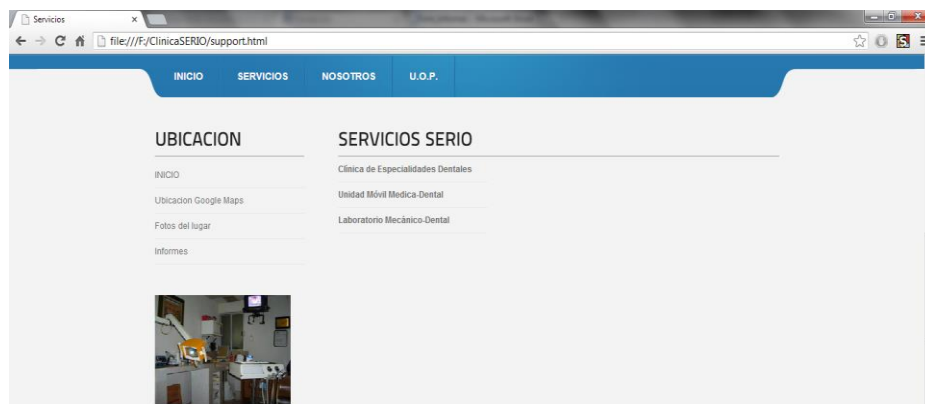 Servicios
file:///F:/ClinicaSERIO/support.html
INICIO SERVICIOS NOSOTROS U.O.P.
UBICACION
INICIO
Ubicacion Google Maps
Fotos del lugar
Informes
SERVICIOS SERIO
Clinica de Especialidades Dentales
Unidad Móvil Medica-Dental
Laboratorio Mecánico-Dental